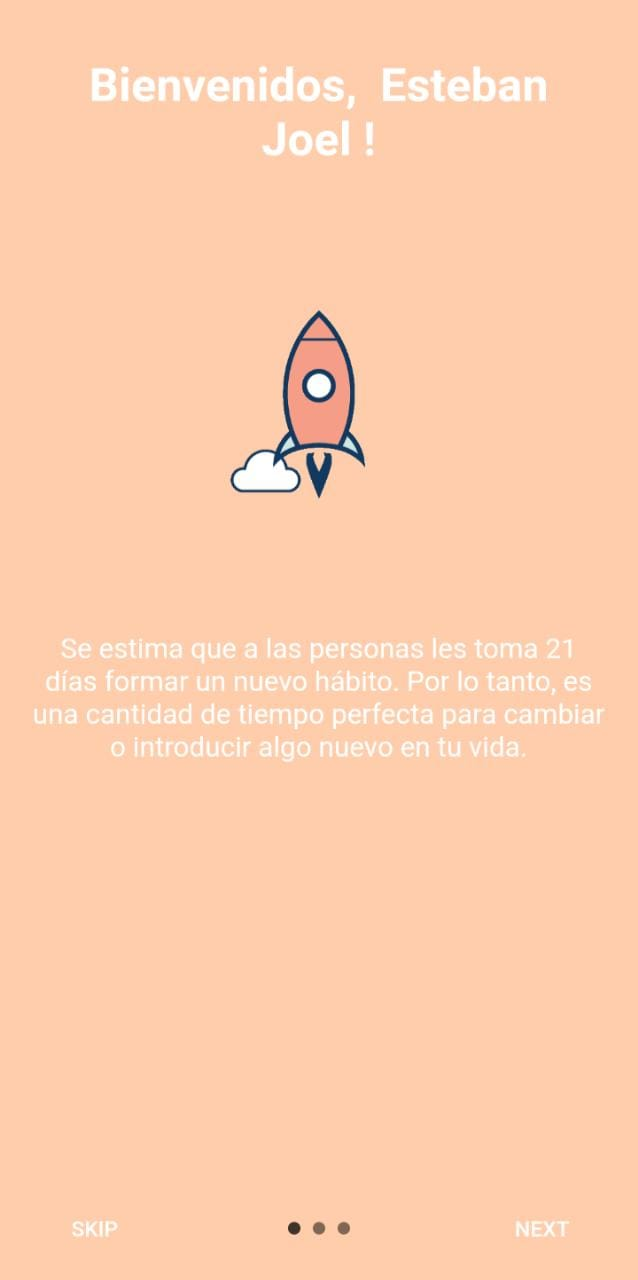 Bienvenidos,  Esteban
Joel !
Se estima que a las personas les toma 21
días formar un nuevo hábito. Por lo tanto, es
una cantidad de tiempo perfecta para cambiar
o introducir algo nuevo en tu vida.
SKIP
NEXT